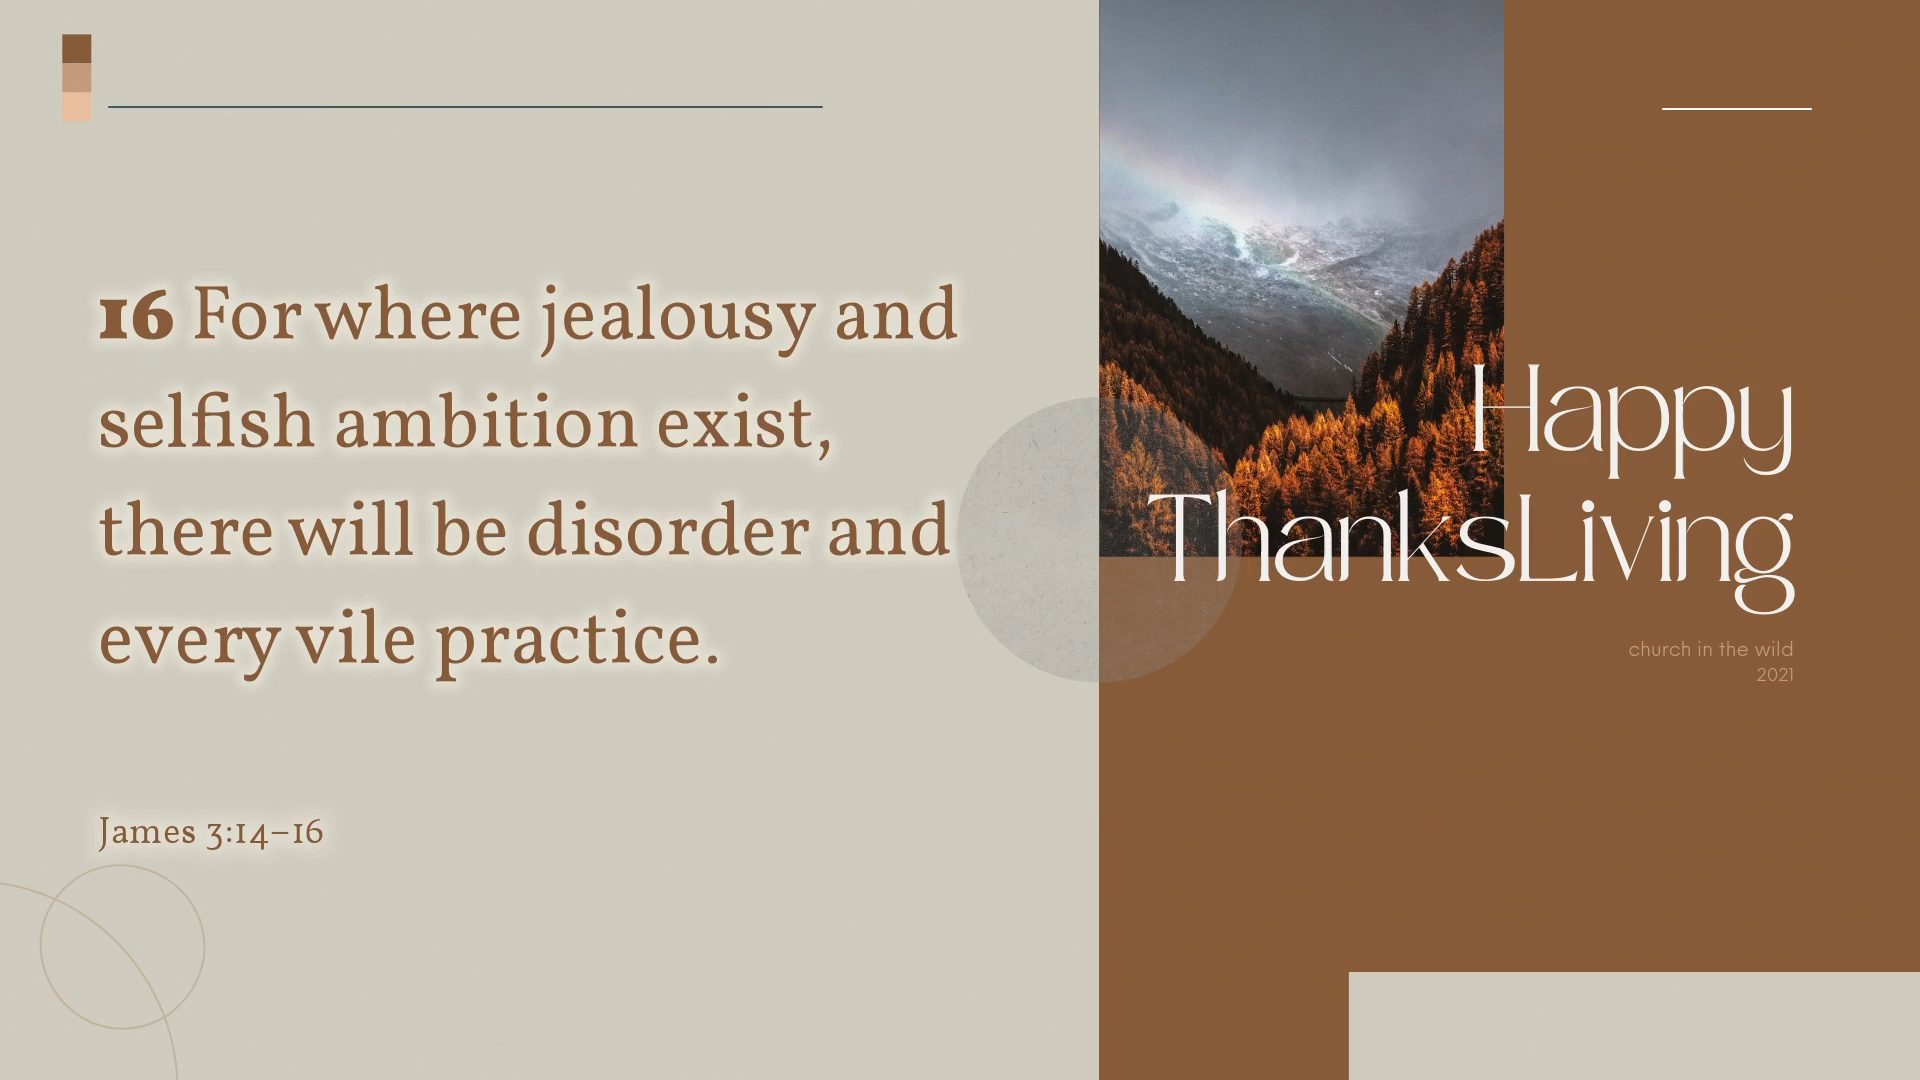 16 For where jealousy and
selfish ambition exist,
there will be disorder and
every vile practice.
James 3:14–16
Happy
ThanksLiving
church in the wild
2021